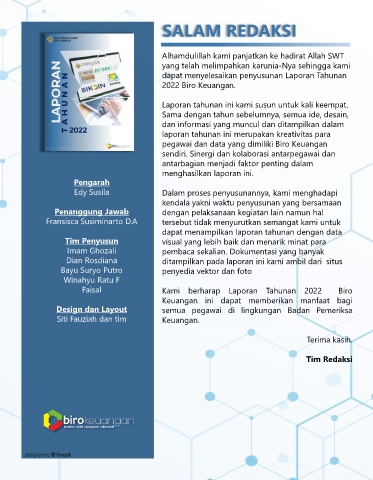 LAPORAN
TAHUNAN
2022
SIKOIN
Pengarah
Edy Susila
Penanggung Jawab
Fransisca Susiminarto D.A
Tim Penyusun
Imam Ghozali
Dian Rosdiana
Bayu Suryo Putro
Winahyu Ratu F
Faisal
Design dan Layout
Siti Fauziah dan tim
birokeuangan
designed by freepik
SALAM REDAKSI
Alhamdulillah kami panjatkan ke hadirat Allah SWT
yang telah melimpahkan karunia-Nya sehingga kami
dapat menyelesaikan penyusunan Laporan Tahunan
2022 Biro Keuangan.
Laporan tahunan ini kami susun untuk kali keempat.
Sama dengan tahun sebelumnya, semua ide, desain,
dan informasi yang muncul dan ditampilkan dalam
laporan tahunan ini merupakan kreativitas para
pegawai dan data yang dimiliki Biro Keuangan
sendiri. Sinergi dan kolaborasi antarpegawai dan
antarbagian menjadi faktor penting dalam
menghasilkan laporan ini.
Dalam proses penyusunannya, kami menghadapi
kendala yakni waktu penyusunan yang bersamaan
dengan pelaksanaan kegiatan lain namun hal
tersebut tidak menyurutkan semangat kami untuk
dapat menampilkan laporan tahunan dengan data
visual yang lebih baik dan menarik minat para
pembaca sekalian. Dokumentasi yang banyak
ditampilkan pada laporan ini kami ambil dari situs
penyedia vektor dan foto
Kami berharap Laporan Tahunan 2022 Biro
Keuangan ini dapat memberikan manfaat bagi
semua pegawai di lingkungan Badan Pemeriksa
Keuangan.
Terima kasih,
Tim Redaksi